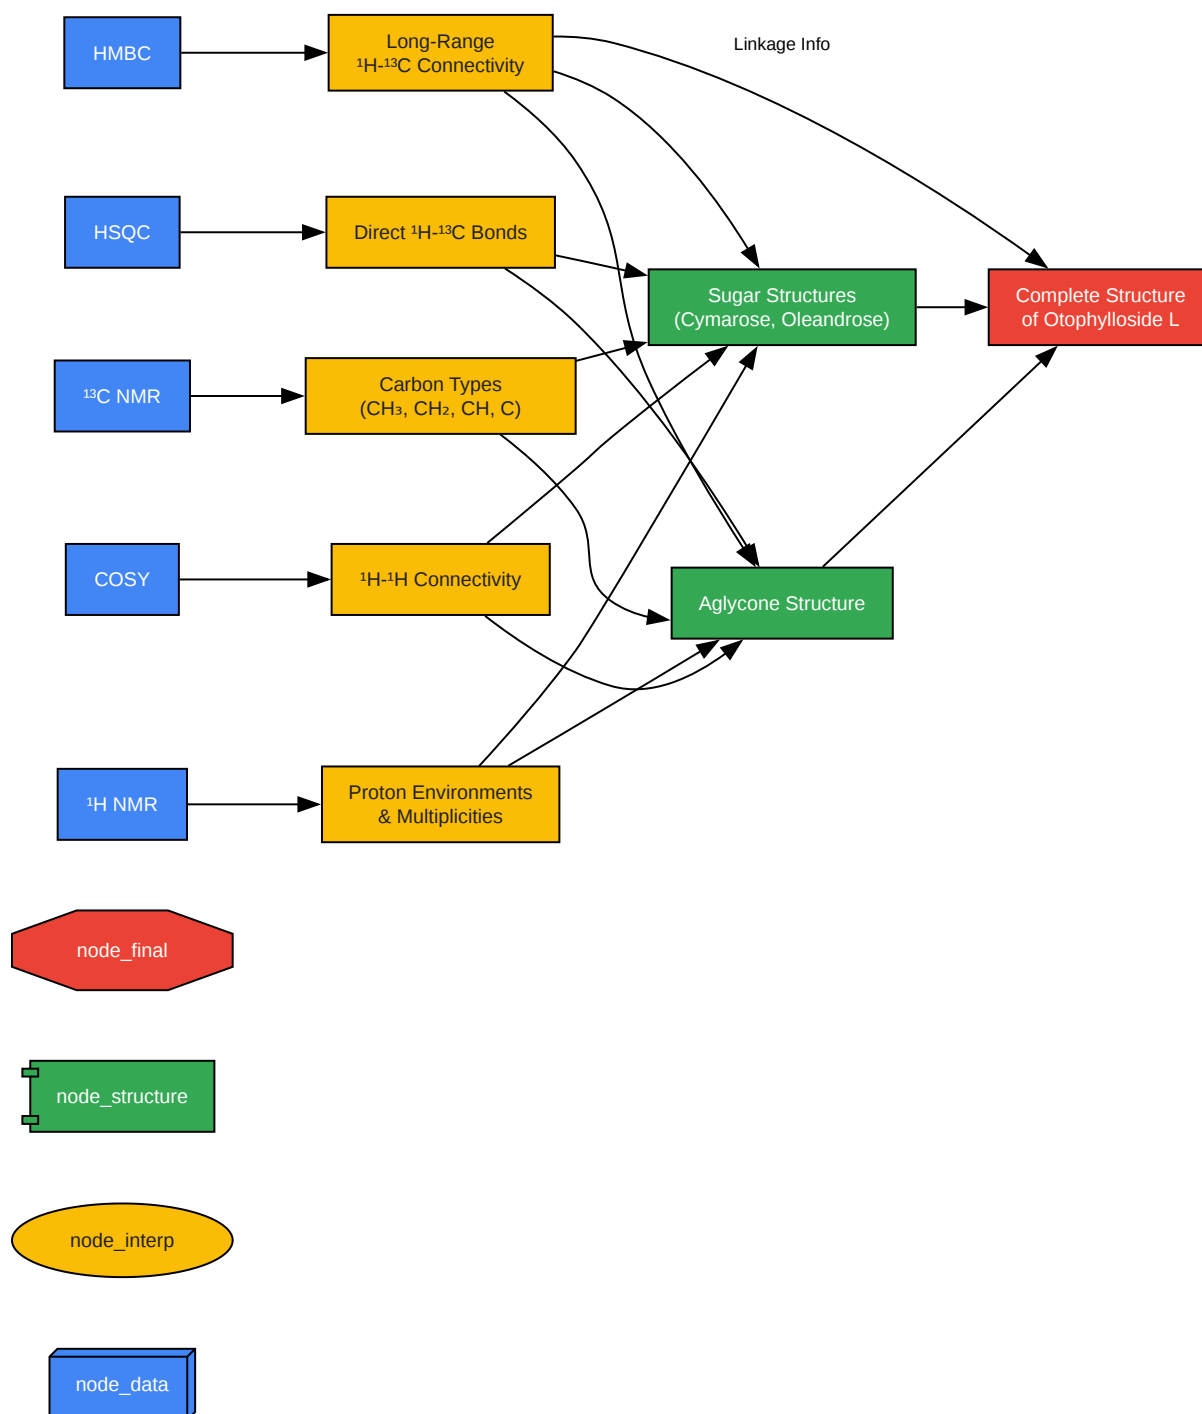 HMBC
Long-Range
¹H-¹³C Connectivity
Linkage Info
HSQC
Direct ¹H-¹³C Bonds
Sugar Structures
(Cymarose, Oleandrose)
Complete Structure
of Otophylloside L
¹³C NMR
Carbon Types
(CH₃, CH₂, CH, C)
COSY
¹H-¹H Connectivity
Aglycone Structure
¹H NMR
Proton Environments
& Multiplicities
node_final
node_structure
node_interp
node_data